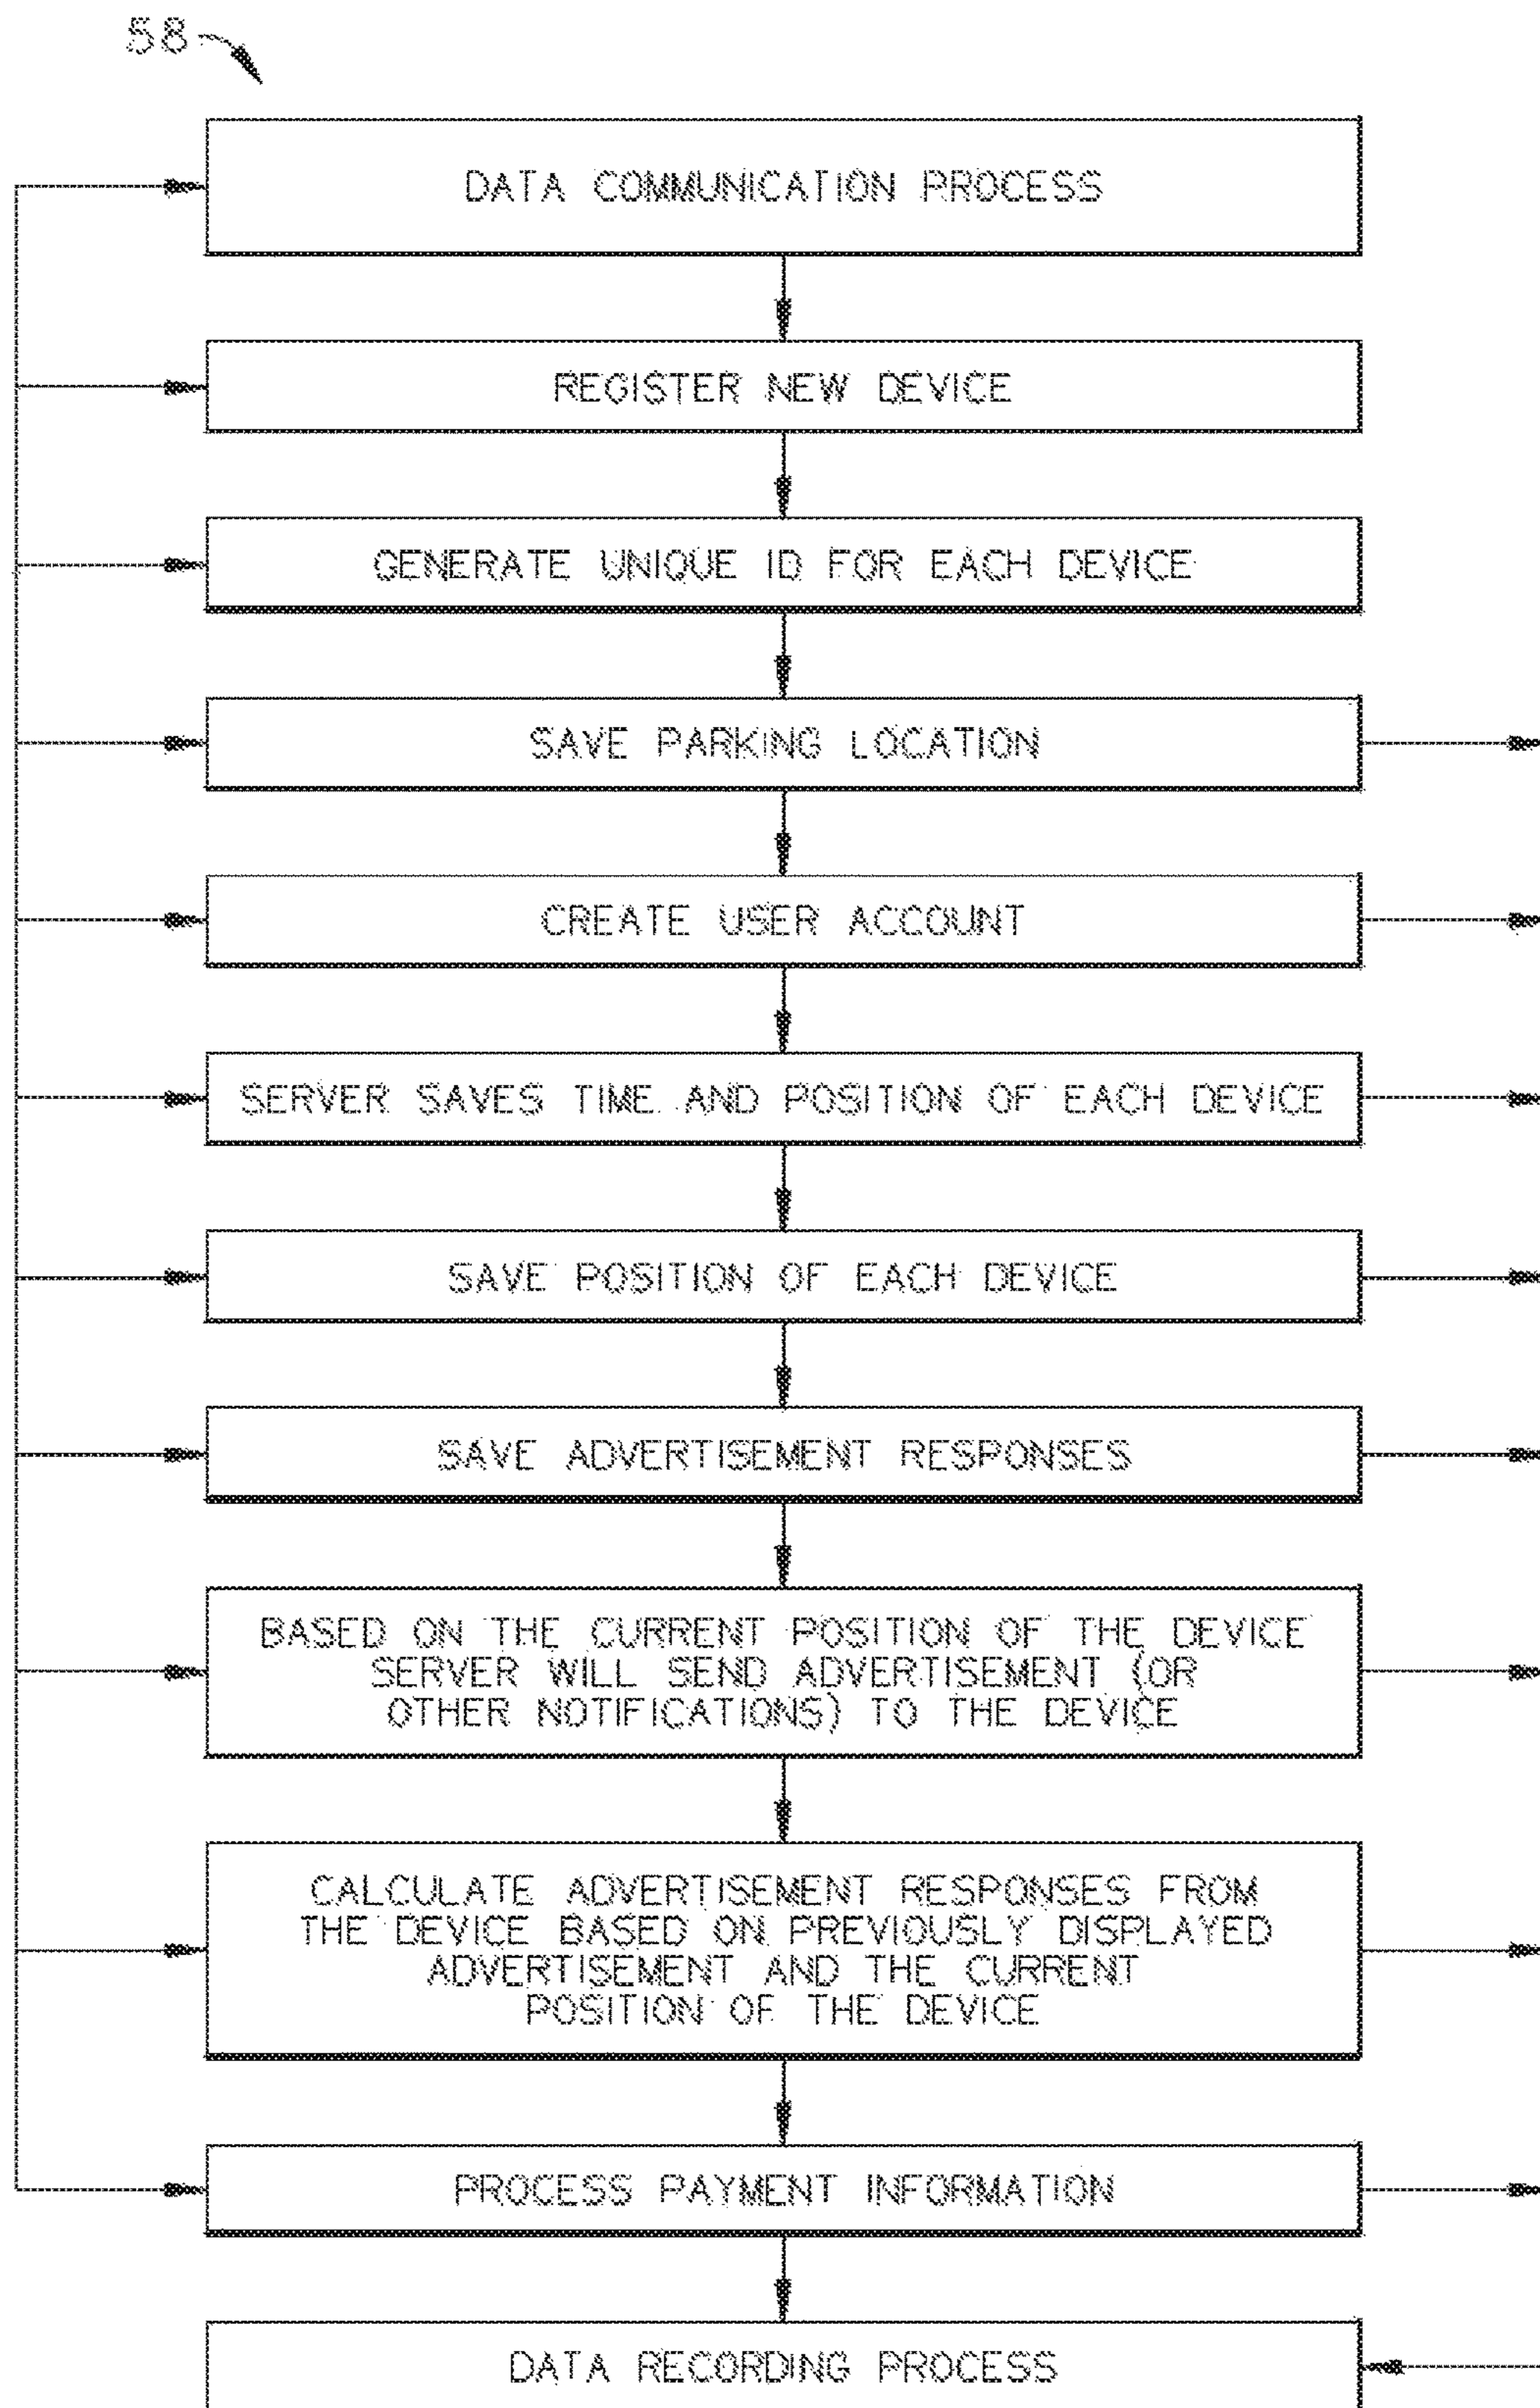 58
DATA COMMUNICATION PROCESS
REGISTER NEW DEVICE
GENERATE UNIQUE ID FOR EACH DEVICE
SAVE PARKING LOCATION
CREATE USER ACCOUNT
SERVER SAVES TIME AND POSITION OF EACH DEVICE
SAVE POSITION OF EACH DEVICE
SAVE ADVERTISEMENT RESPONSES
BASED ON THE CURRENT POSITION OF THE DEVICE
SERVER WILL SEND ADVERTISEMENT (OR
OTHER NOTIFICATIONS) TO THE DEVICE
CALCULATE ADVERTISEMENT RESPONSES FROM
THE DEVICE BASED ON PREVIOUSLY DISPLAYED
ADVERTISEMENT AND THE CURRENT
POSITION OF THE DEVICE
PROCESS PAYMENT INFORMATION
DATA RECORDING PROCESS